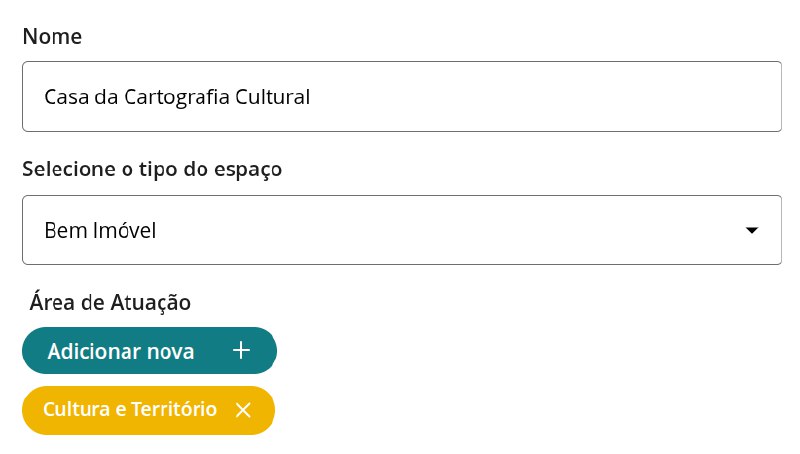 Nome
Casa da Cartografia Cultural
Selecione o tipo do espaço
Bem Imóvel
Área de Atuação
Adicionar nova
Cultura e Território